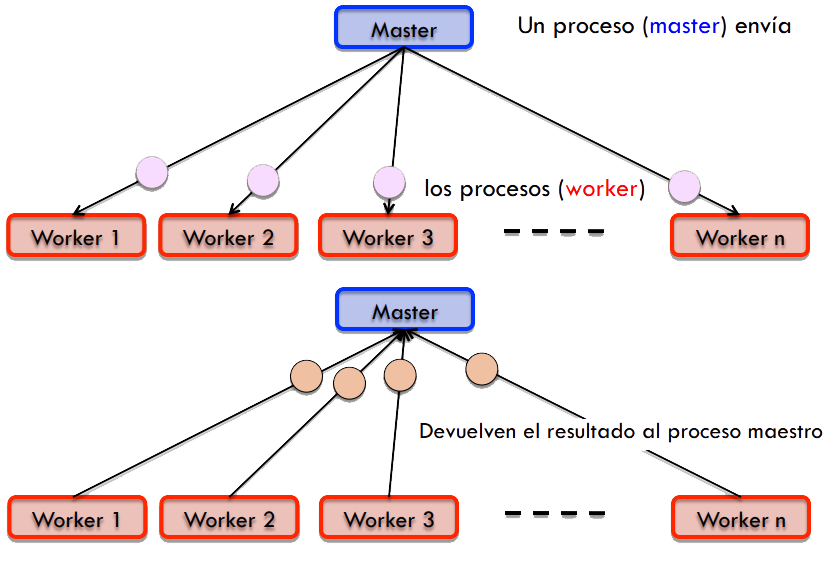 Master
Un proceso (master) envía
los procesos (worker)
Worker 1
Worker 2
Worker 3
Worker n
Master
Devuelven el resultado al proceso maestro
Worker 1
Worker 2
Worker 3
Worker n